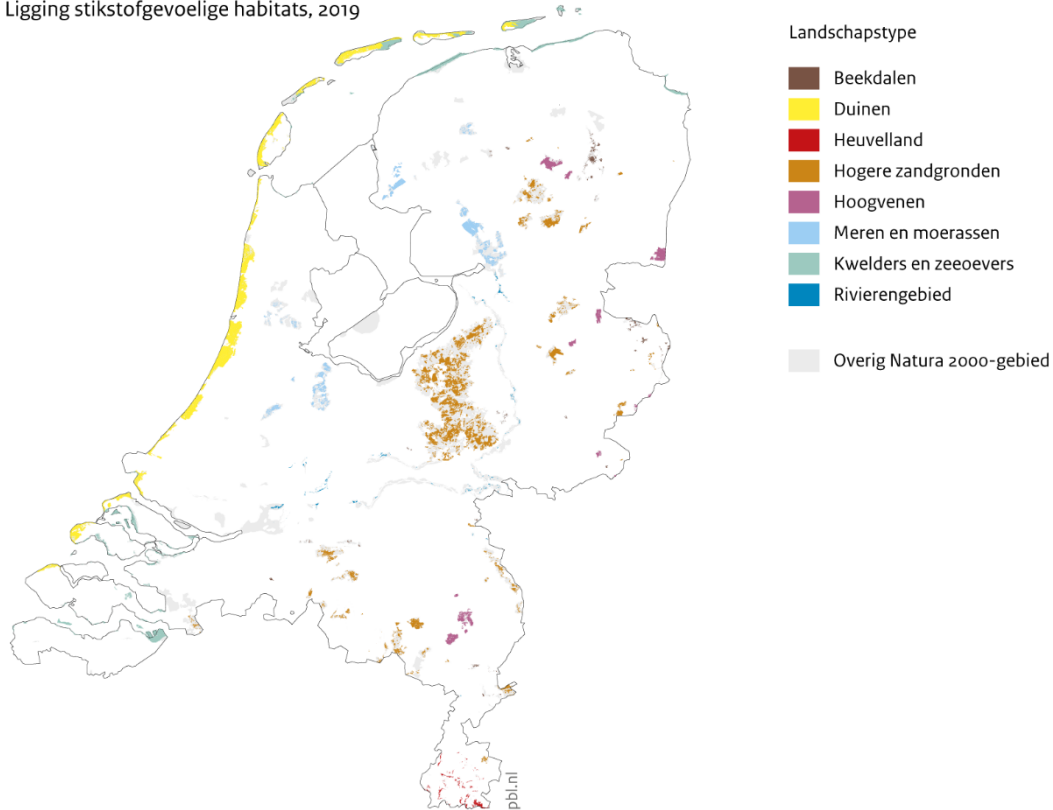 Ligging stikstofgevoelige habitats, 2019
Landschapstype
Beekdalen
Duinen
Heuvelland
Hogere zandgronden
Hoogvenen
Meren en moerassen
Kwelders en zeeoevers
Rivierengebied
Overig Natura 2000-gebied
pbl.nl